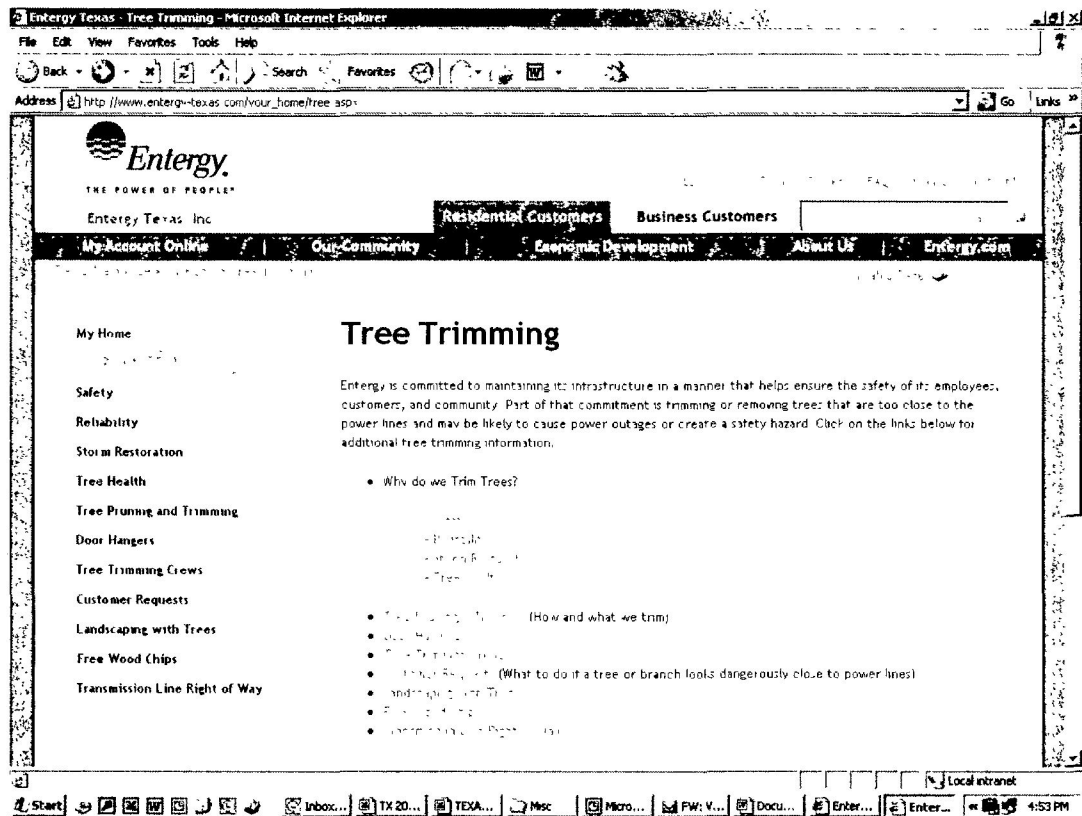 Entergy Texas - Tree Trimming - Microsoft Internet Explorer
File Edit View Favorites Tools Help
Back Search Favorites
Address http://www.entergy-texas.com/your_home/tree.aspx Go Links »
Entergy.
THE POWER OF PEOPLE®
Entergy Texas, Inc. Residential Customers Business Customers
My Account Online | Our Community | Economic Development | About Us | Entergy.com
My Home
Safety
Reliability
Storm Restoration
Tree Health
Tree Pruning and Trimming
Door Hangers
Tree Trimming Crews
Customer Requests
Landscaping with Trees
Free Wood Chips
Transmission Line Right of Way
Tree Trimming
Entergy is committed to maintaining its infrastructure in a manner that helps ensure the safety of its employees,
customers, and community. Part of that commitment is trimming or removing trees that are too close to the
power lines and may be likely to cause power outages or create a safety hazard. Click on the links below for
additional tree trimming information.
• Why do we Trim Trees?
• (How and what we trim)
• (What to do if a tree or branch looks dangerously close to power lines)
Local intranet
Start Inbox... TX 20... TEXA... Misc Micro... FW: V... Docu... Enter... Enter... « 4:53 PM